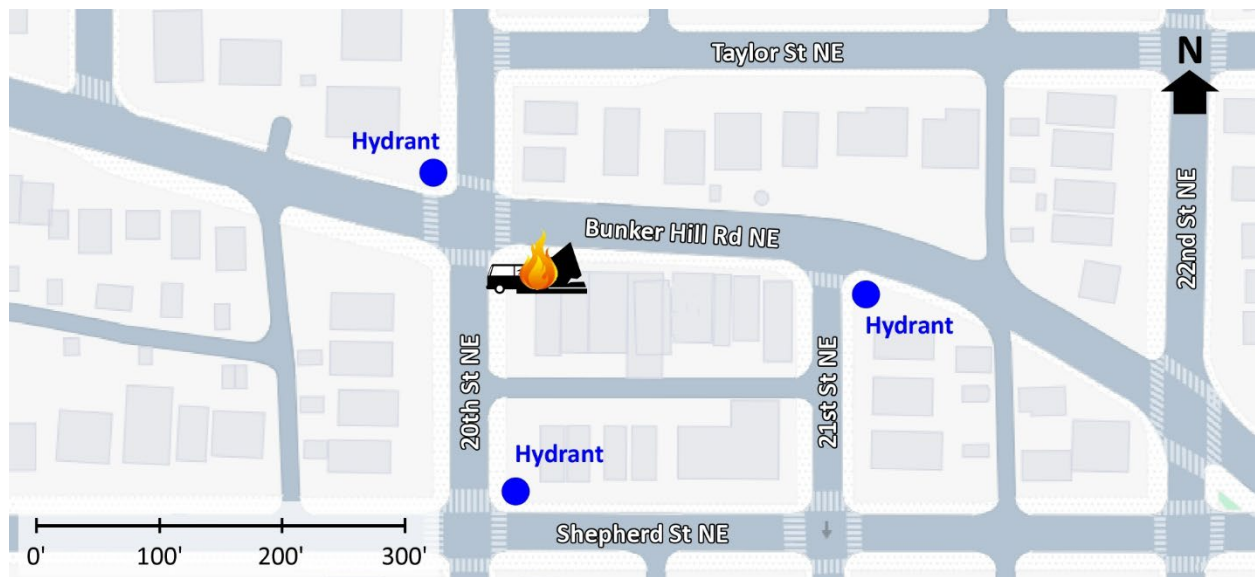 Taylor St NE
N
Hydrant
22nd St NE
Bunker Hill Rd NE
Hydrant
20th St NE
21st St NE
Hydrant
Shepherd St NE
0' 100' 200' 300'